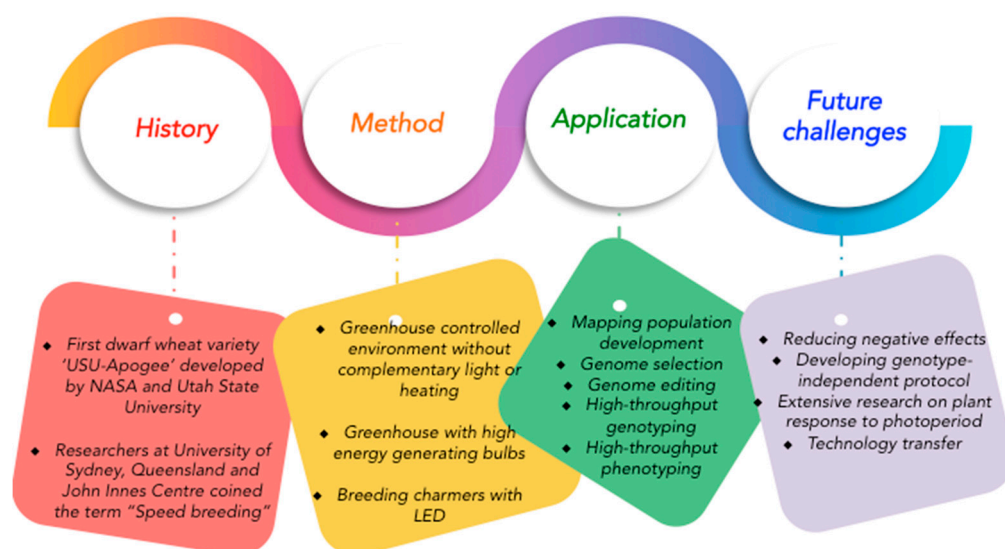 History
Method
Application
Future
challenges
◆ First dwarf wheat variety
'USU-Apogee' developed
by NASA and Utah State
University
◆ Researchers at University of
Sydney, Queensland and
John Innes Centre coined
the term "Speed breeding"
◆ Greenhouse controlled
environment without
complementary light or
heating
◆ Greenhouse with high
energy generating bulbs
◆ Breeding charmers with
LED
◆ Mapping population
development
◆ Genome selection
◆ Genome editing
◆ High-throughput
genotyping
◆ High-throughput
phenotyping
◆ Reducing negative effects
◆ Developing genotype-
independent protocol
◆ Extensive research on plant
response to photoperiod
◆ Technology transfer